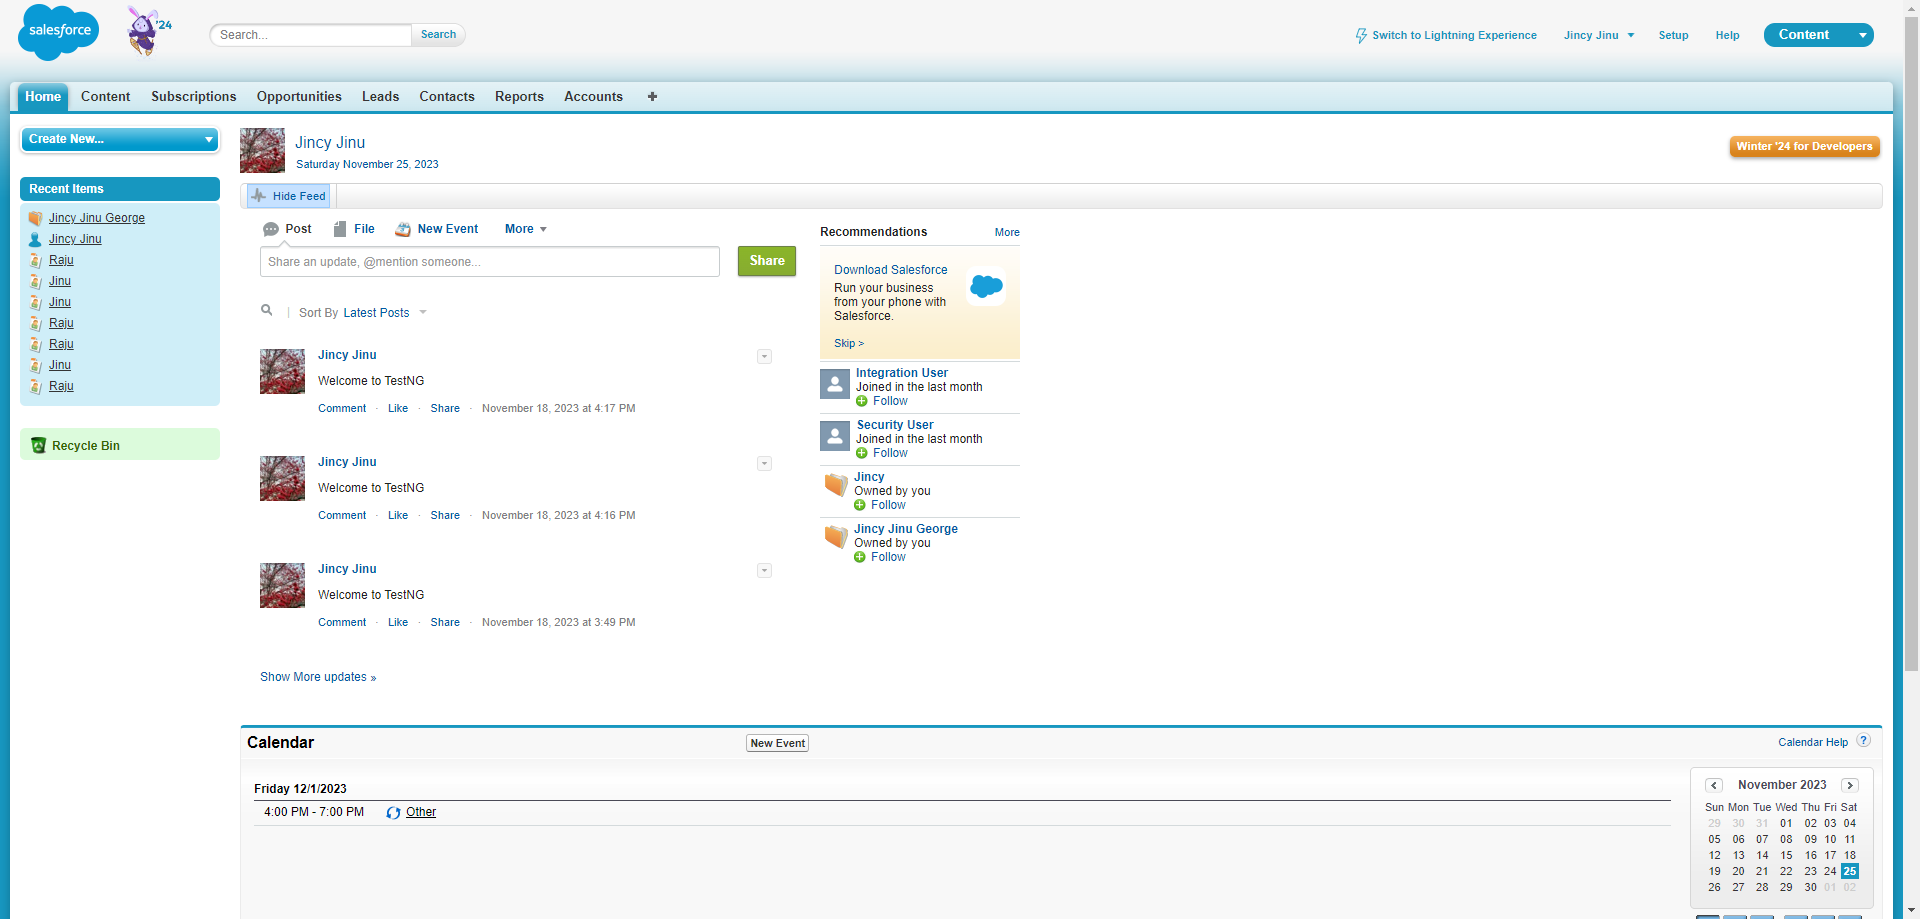 salesforce
'24
Search...
Search
Switch to Lightning Experience
Jincy Jinu
Setup
Help
Content
Home
Content
Subscriptions
Opportunities
Leads
Contacts
Reports
Accounts
Create New...
Recent Items
Jincy Jinu George
Jincy Jinu
Raju
Jinu
Jinu
Raju
Raju
Jinu
Raju
Recycle Bin
Jincy Jinu
Saturday November 25, 2023
Winter '24 for Developers
Hide Feed
Post
File
New Event
More
Share an update, @mention someone...
Share
Sort By Latest Posts
Jincy Jinu
Welcome to TestNG
Comment · Like · Share · November 18, 2023 at 4:17 PM
Jincy Jinu
Welcome to TestNG
Comment · Like · Share · November 18, 2023 at 4:16 PM
Jincy Jinu
Welcome to TestNG
Comment · Like · Share · November 18, 2023 at 3:49 PM
Show More updates »
Recommendations
More
Download Salesforce
Run your business
from your phone with
Salesforce.
Skip >
Integration User
Joined in the last month
Follow
Security User
Joined in the last month
Follow
Jincy
Owned by you
Follow
Jincy Jinu George
Owned by you
Follow
Calendar
New Event
Calendar Help ?
Friday 12/1/2023
4:00 PM - 7:00 PM
Other
November 2023
Sun Mon Tue Wed Thu Fri Sat
29 30 31 01 02 03 04
05 06 07 08 09 10 11
12 13 14 15 16 17 18
19 20 21 22 23 24 25
26 27 28 29 30 01 02